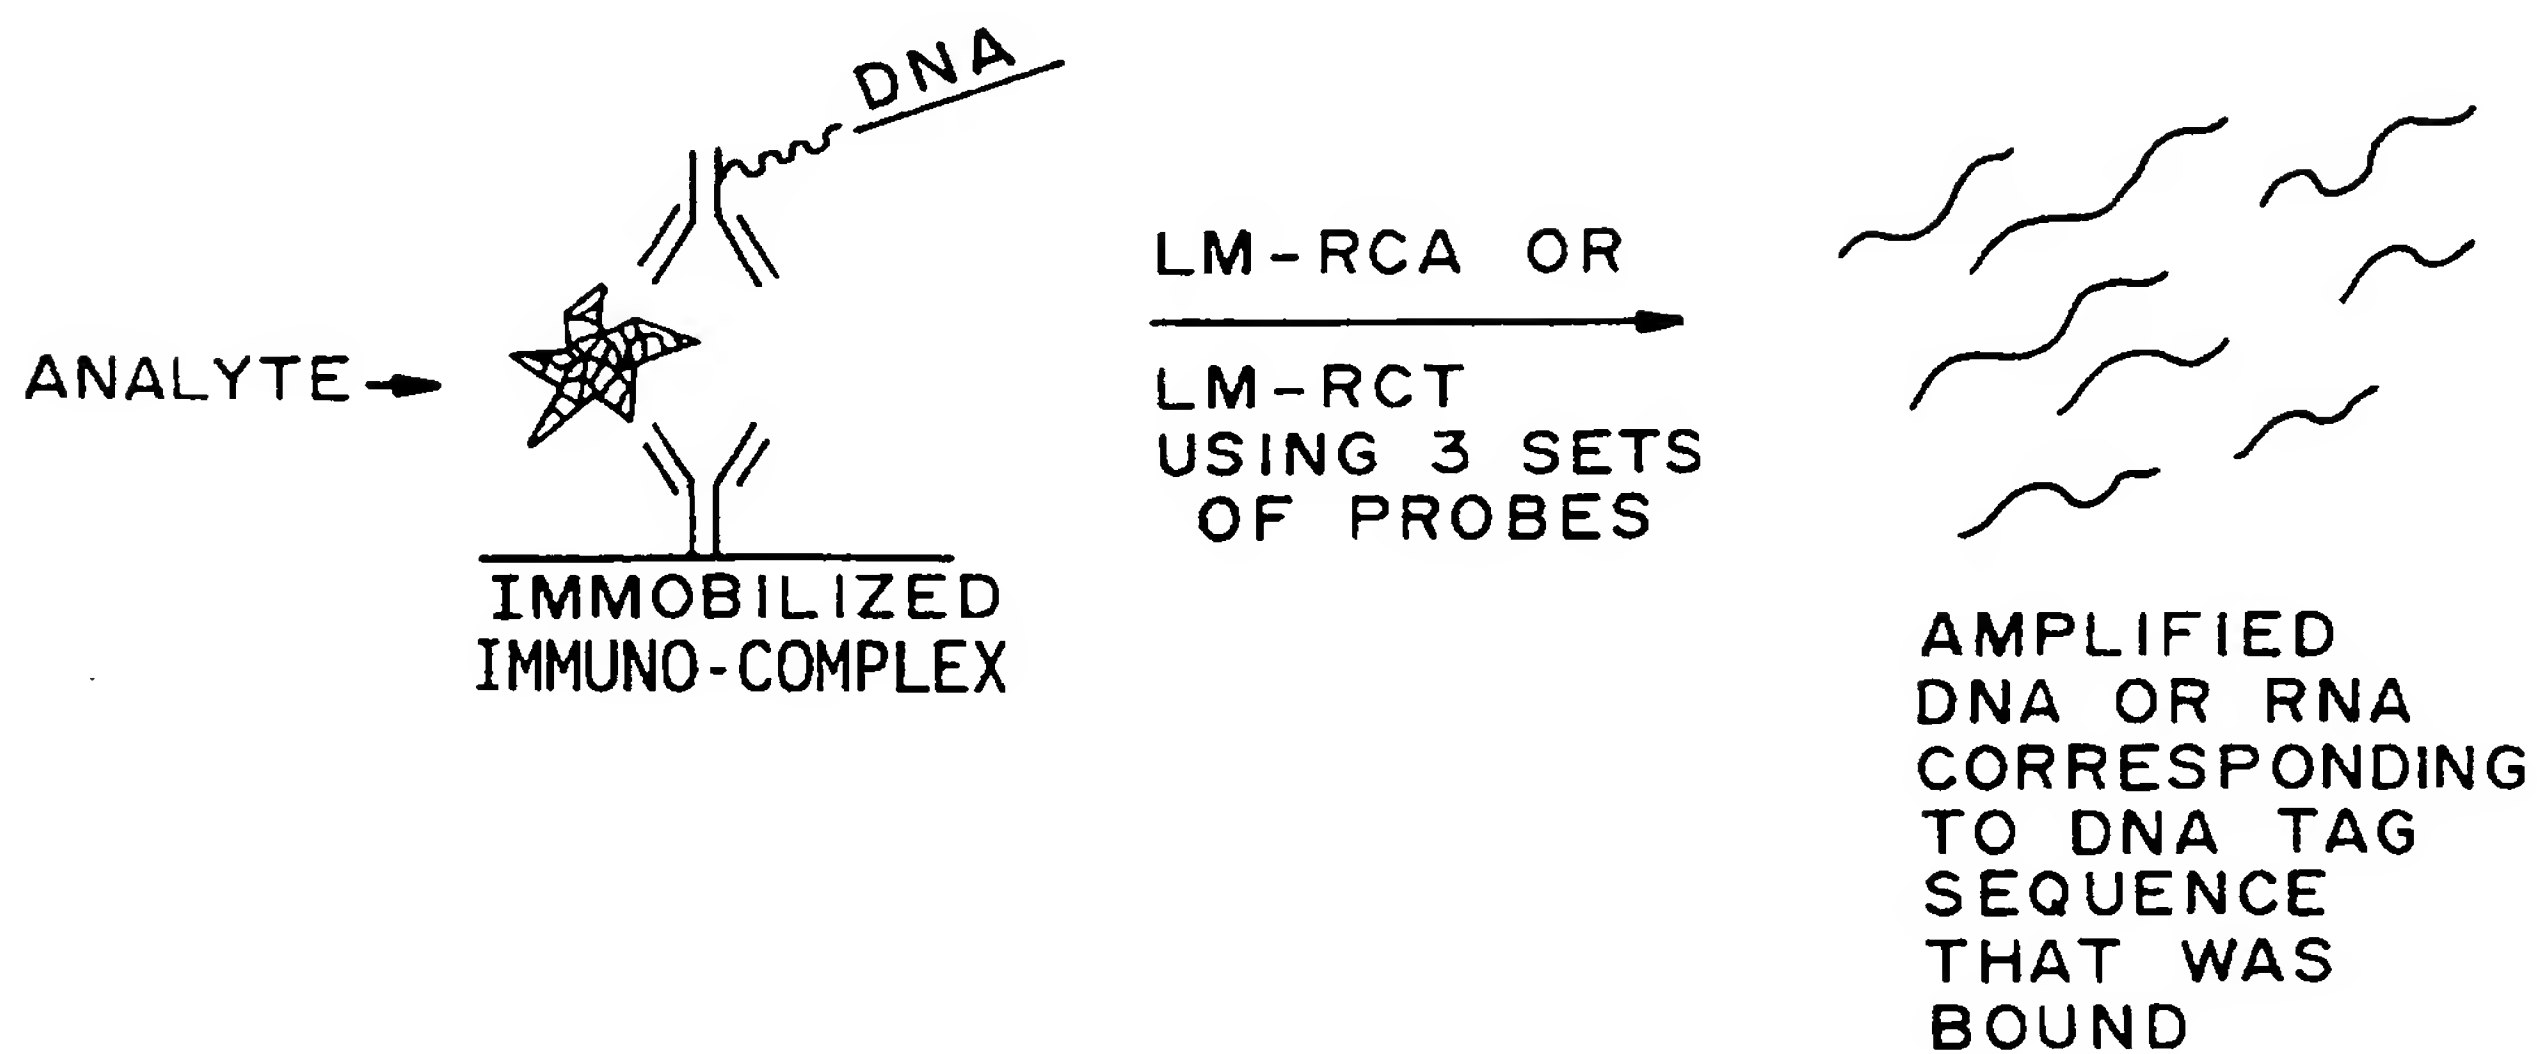 DNA
ANALYTE
IMMOBILIZED
IMMUNO-COMPLEX
LM-RCA OR
LM-RCT
USING 3 SETS
OF PROBES
AMPLIFIED
DNA OR RNA
CORRESPONDING
TO DNA TAG
SEQUENCE
THAT WAS
BOUND